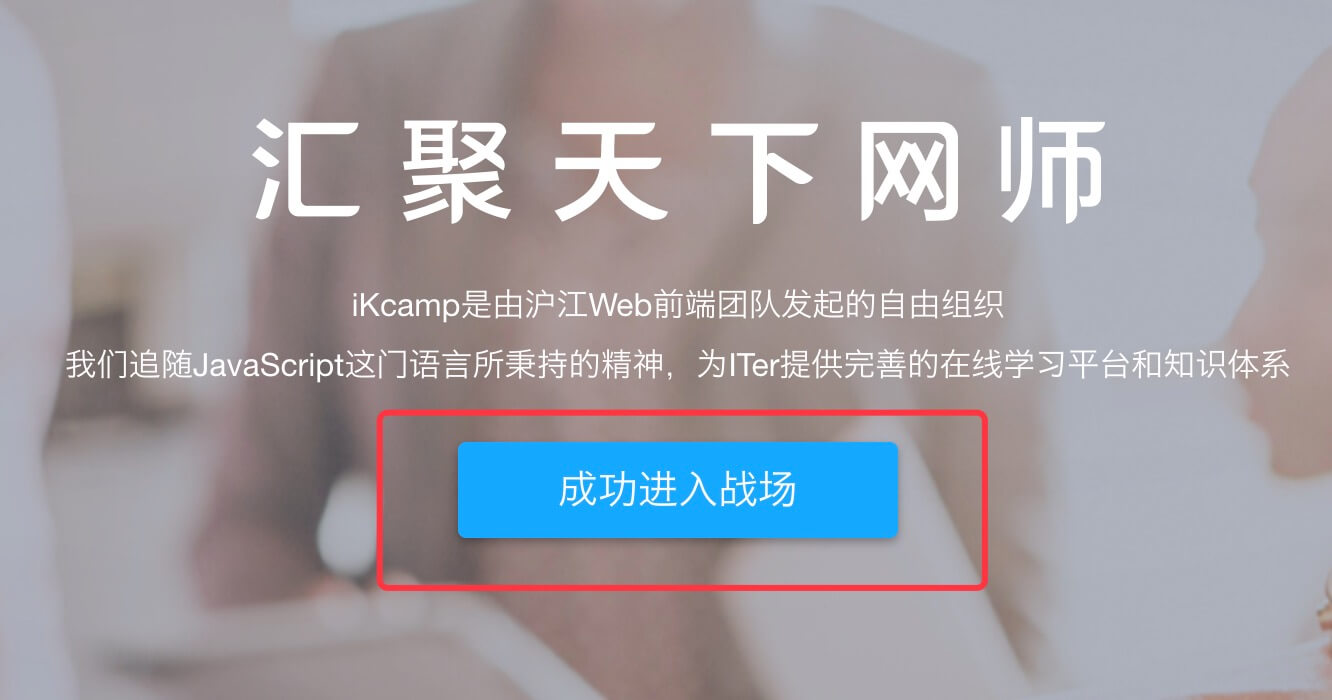 汇聚天下网师
iKcamp是由沪江Web前端团队发起的自由组织
我们追随JavaScript这门语言所秉持的精神，为ITer提供完善的在线学习平台和知识体系
成功进入战场